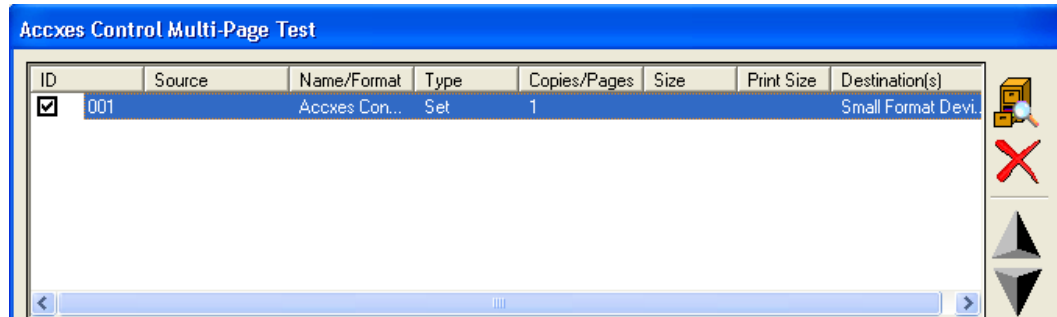 Accxes Control Multi-Page Test
ID Source Name/Format Type Copies/Pages Size Print Size Destination(s)
001 Accxes Con... Set 1 Small Format Devi..